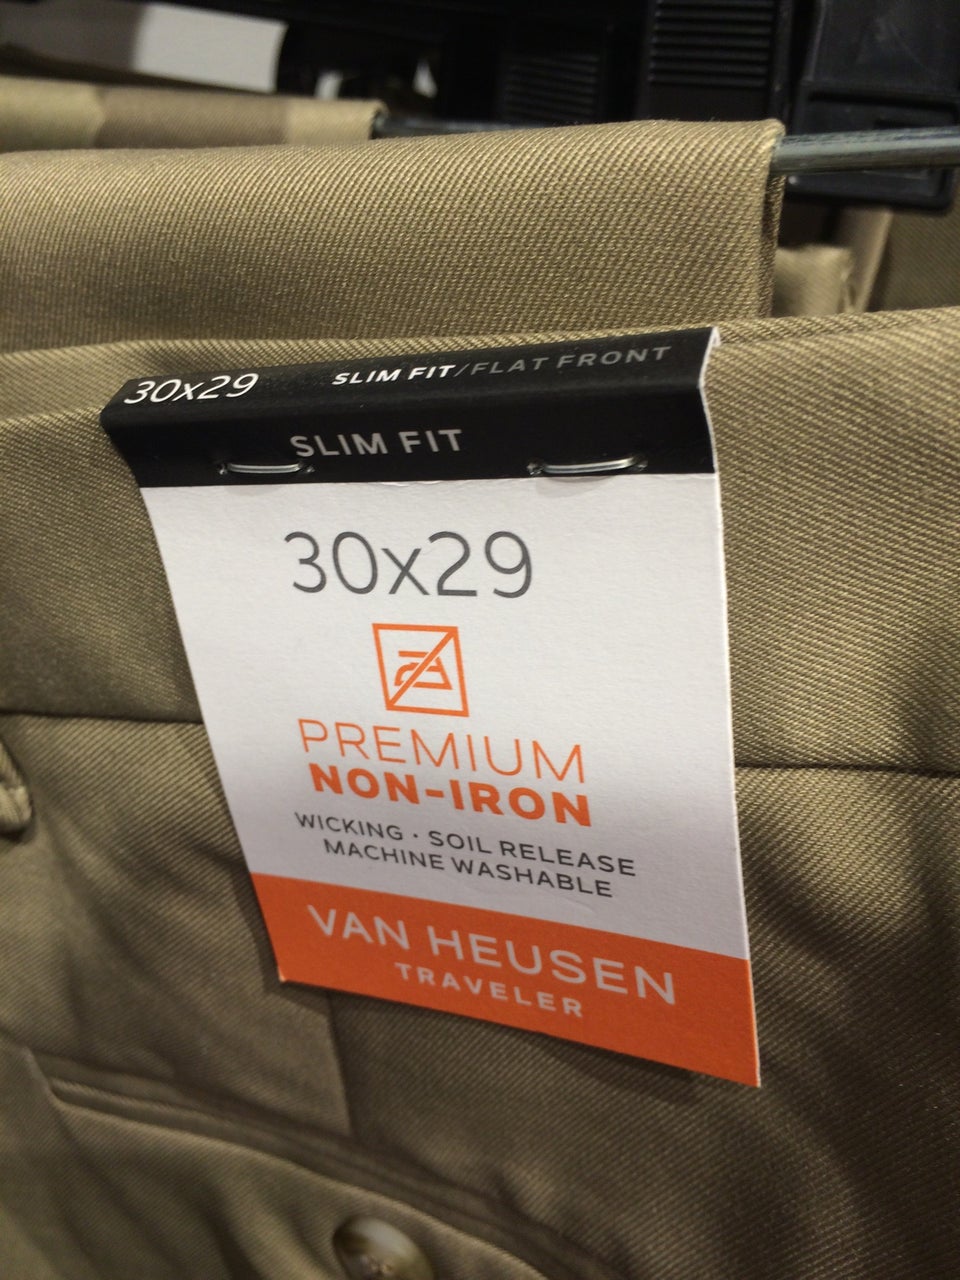 30x29 SLIM FIT/FLAT FRONT
SLIM FIT
30x29
PREMIUM
NON-IRON
WICKING · SOIL RELEASE
MACHINE WASHABLE
VAN HEUSEN
TRAVELER